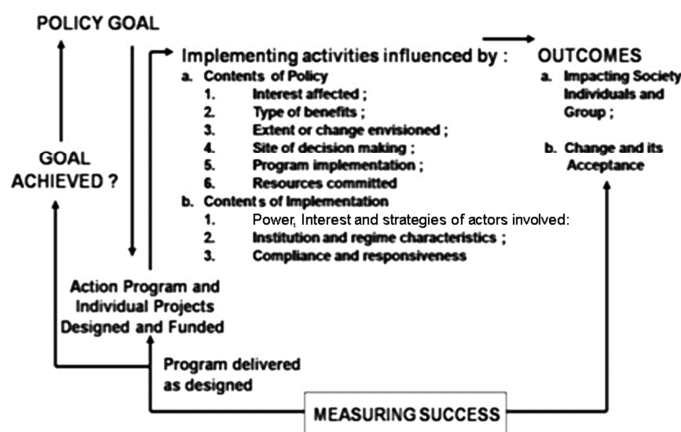 POLICY GOAL
Implementing activities influenced by :
a. Contents of Policy
1. Interest affected ;
2. Type of benefits ;
3. Extent or change envisioned ;
4. Site of decision making ;
5. Program implementation ;
6. Resources committed
b. Contents of Implementation
1. Power, Interest and strategies of actors involved:
2. Institution and regime characteristics ;
3. Compliance and responsiveness
OUTCOMES
a. Impacting Society
Individuals and
Group ;
b. Change and its
Acceptance
GOAL
ACHIEVED ?
Action Program and
Individual Projects
Designed and Funded
Program delivered
as designed
MEASURING SUCCESS